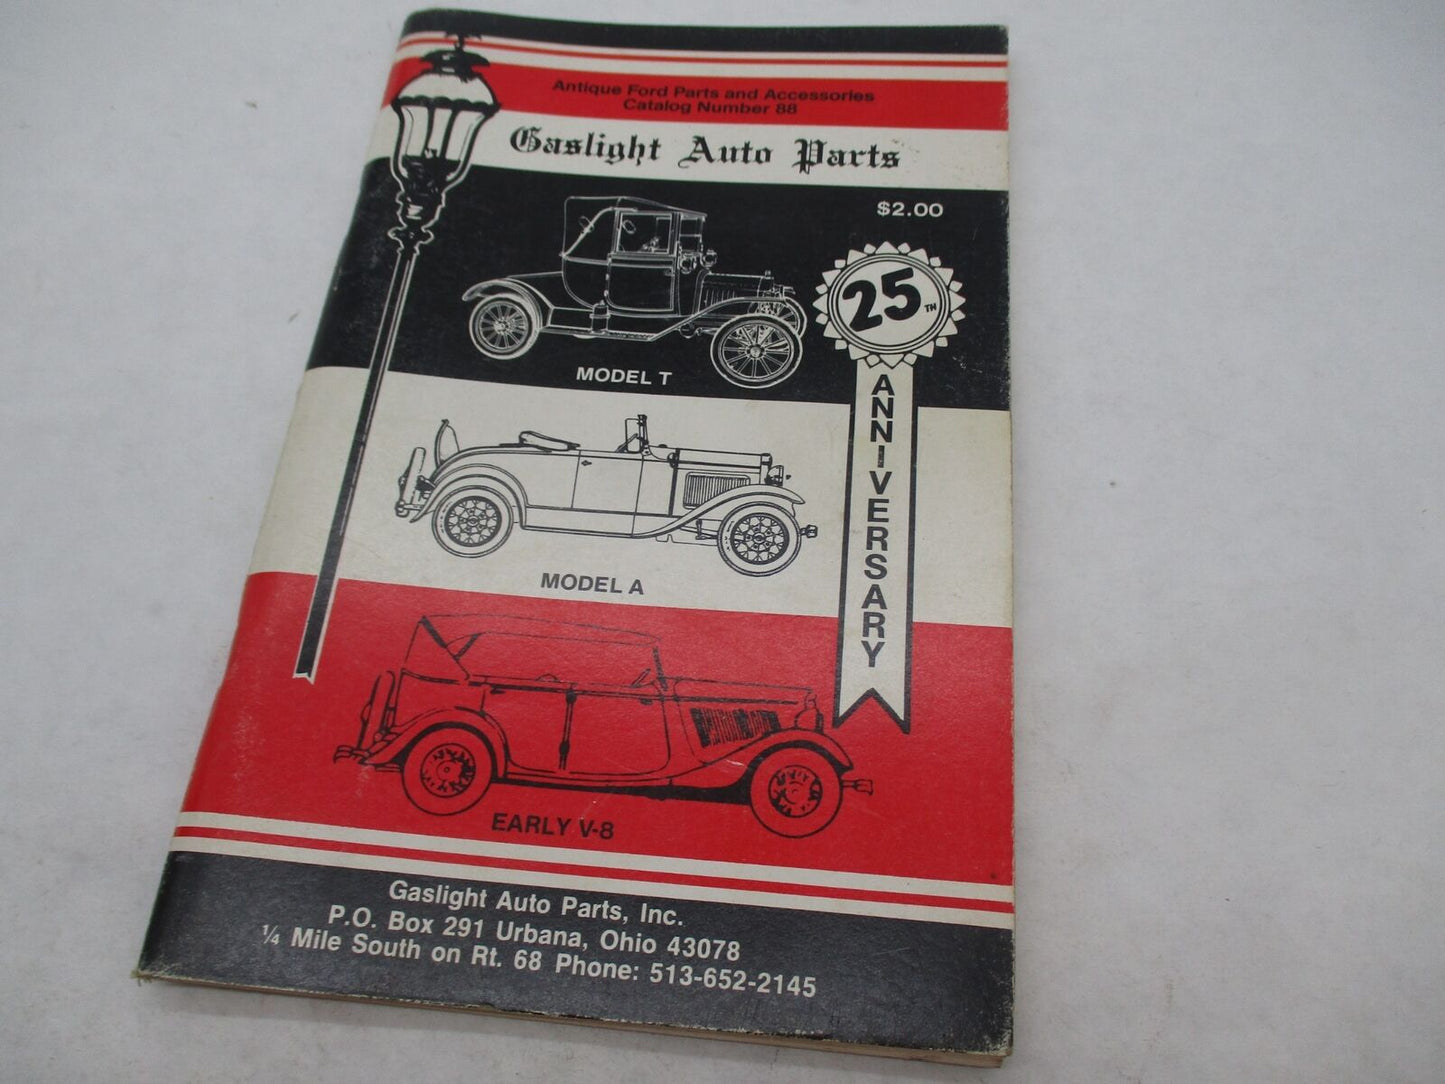 Antique Ford Parts and Accessories
Catalog Number 88
Gaslight Auto Parts
$2.00
25TH
ANNIVERSARY
MODEL T
MODEL A
EARLY V-8
Gaslight Auto Parts, Inc.
P.O. Box 291 Urbana, Ohio 43078
¼ Mile South on Rt. 68 Phone: 513-652-2145